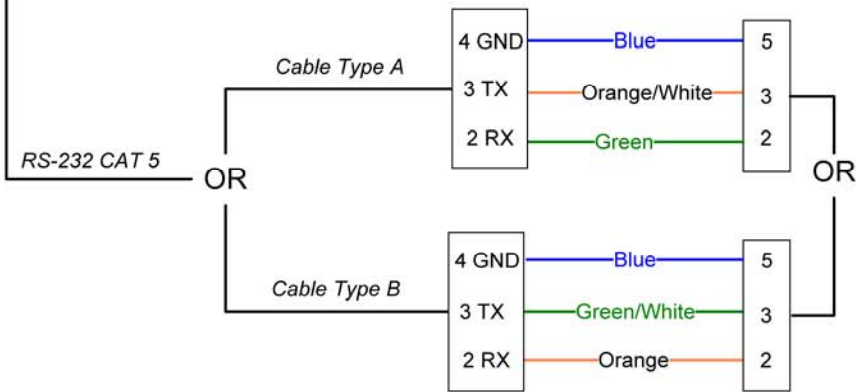 4 GND Blue 5
Cable Type A
3 TX Orange/White 3
2 RX Green 2
RS-232 CAT 5
OR
OR
4 GND Blue 5
Cable Type B
3 TX Green/White 3
2 RX Orange 2